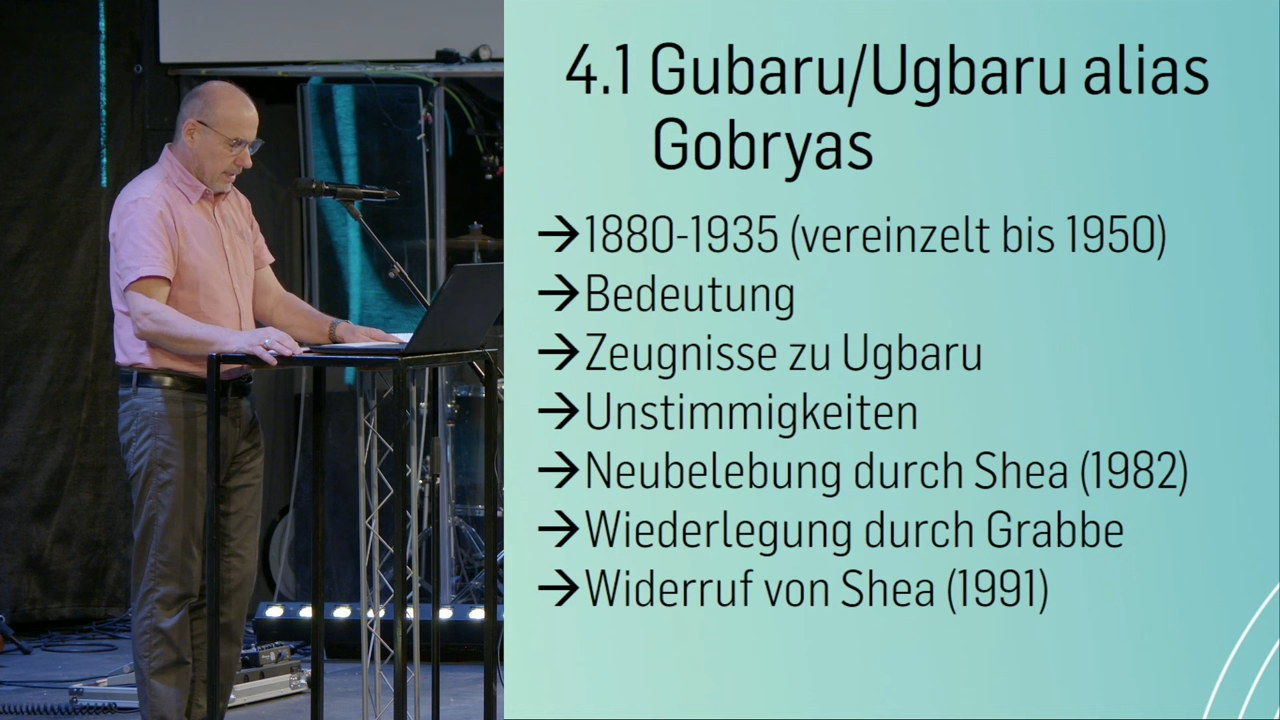 4.1 Gubaru/Ugbaru alias
Gobryas
→1880-1935 (vereinzelt bis 1950)
→Bedeutung
→Zeugnisse zu Ugbaru
→Unstimmigkeiten
→Neubelebung durch Shea (1982)
→Wiederlegung durch Grabbe
→Widerruf von Shea (1991)